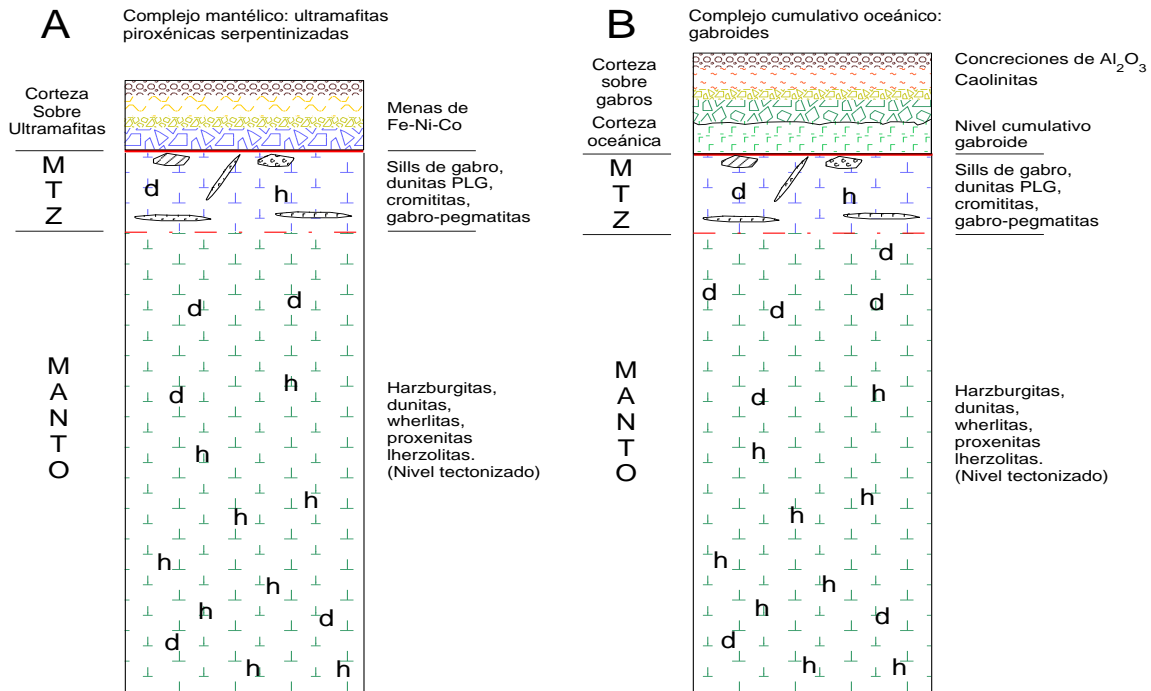 A
Complejo mantélico: ultramafitas
piroxénicas serpentinizadas
Corteza
Sobre
Ultramafitas
Menas de
Fe-Ni-Co
M
T
Z
d
h
Sills de gabro,
dunitas PLG,
cromititas,
gabro-pegmatitas
M
A
N
T
O
d
d
d
h
h
h
h
h
h
h
d
d
h
h
Harzburgitas,
dunitas,
wherlitas,
proxenitas
lherzolitas.
(Nivel tectonizado)
B
Complejo cumulativo oceánico:
gabroides
Corteza
sobre
gabros
Corteza
oceánica
Concreciones de Al2O3
Caolinitas
Nivel cumulativo
gabroide
M
T
Z
d
h
Sills de gabro,
dunitas PLG,
cromititas,
gabro-pegmatitas
M
A
N
T
O
d
d
d
d
d
h
h
h
h
h
h
h
d
d
h
h
Harzburgitas,
dunitas,
wherlitas,
proxenitas
lherzolitas.
(Nivel tectonizado)